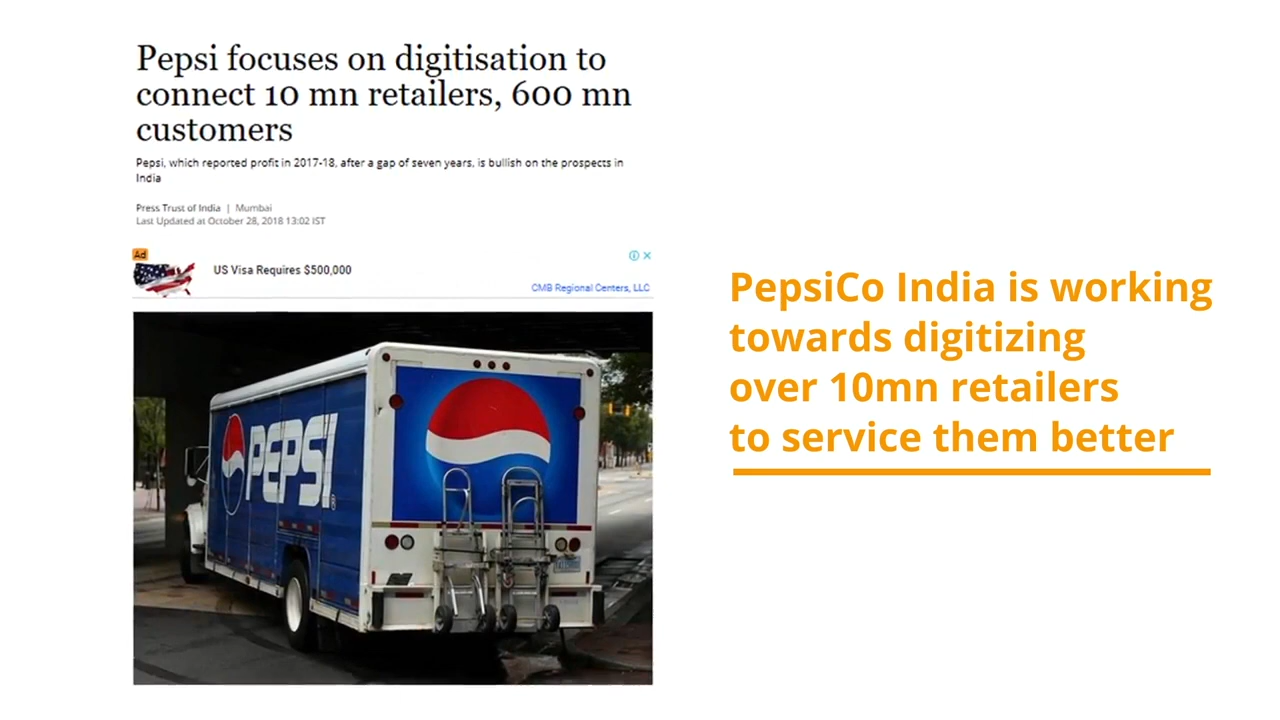 Pepsi focuses on digitisation to
connect 10 mn retailers, 600 mn
customers
Pepsi, which reported profit in 2017-18, after a gap of seven years, is bullish on the prospects in
India
Press Trust of India | Mumbai
Last Updated at October 28, 2018 13:02 IST
Ad
US Visa Requires $500,000
CMB Regional Centers, LLC
PEPSI
PepsiCo India is working
towards digitizing
over 10mn retailers
to service them better